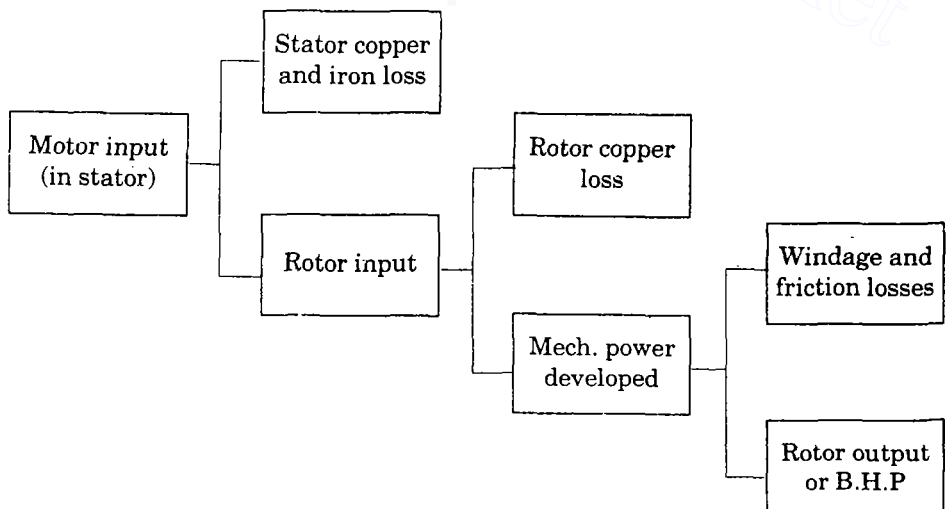 Stator copper
and iron loss
Motor input
(in stator)
Rotor input
Rotor copper
loss
Mech. power
developed
Windage and
friction losses
Rotor output
or B.H.P